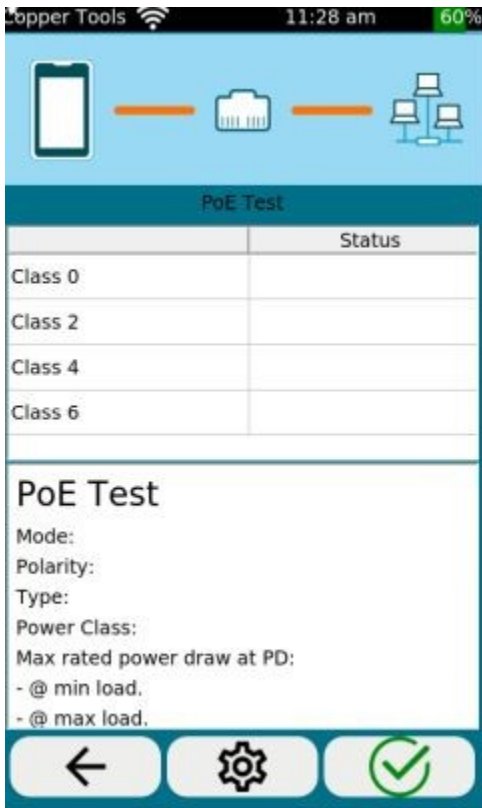 Copper Tools 11:28 am 60%
PoE Test
Status
Class 0
Class 2
Class 4
Class 6
PoE Test
Mode:
Polarity:
Type:
Power Class:
Max rated power draw at PD:
- @ min load.
- @ max load.